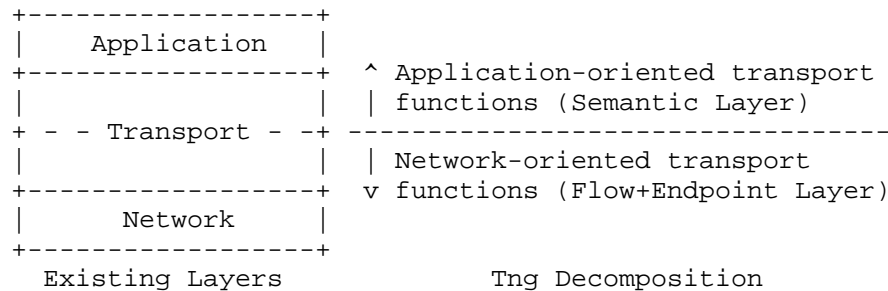 +------------------+
|    Application   |
+------------------+  ^ Application-oriented transport
|                  |  | functions (Semantic Layer)
+ - - Transport - -+ ----------------------------------
|                  |  | Network-oriented transport
+------------------+  v functions (Flow+Endpoint Layer)
|      Network     |
+------------------+
  Existing Layers            Tng Decomposition